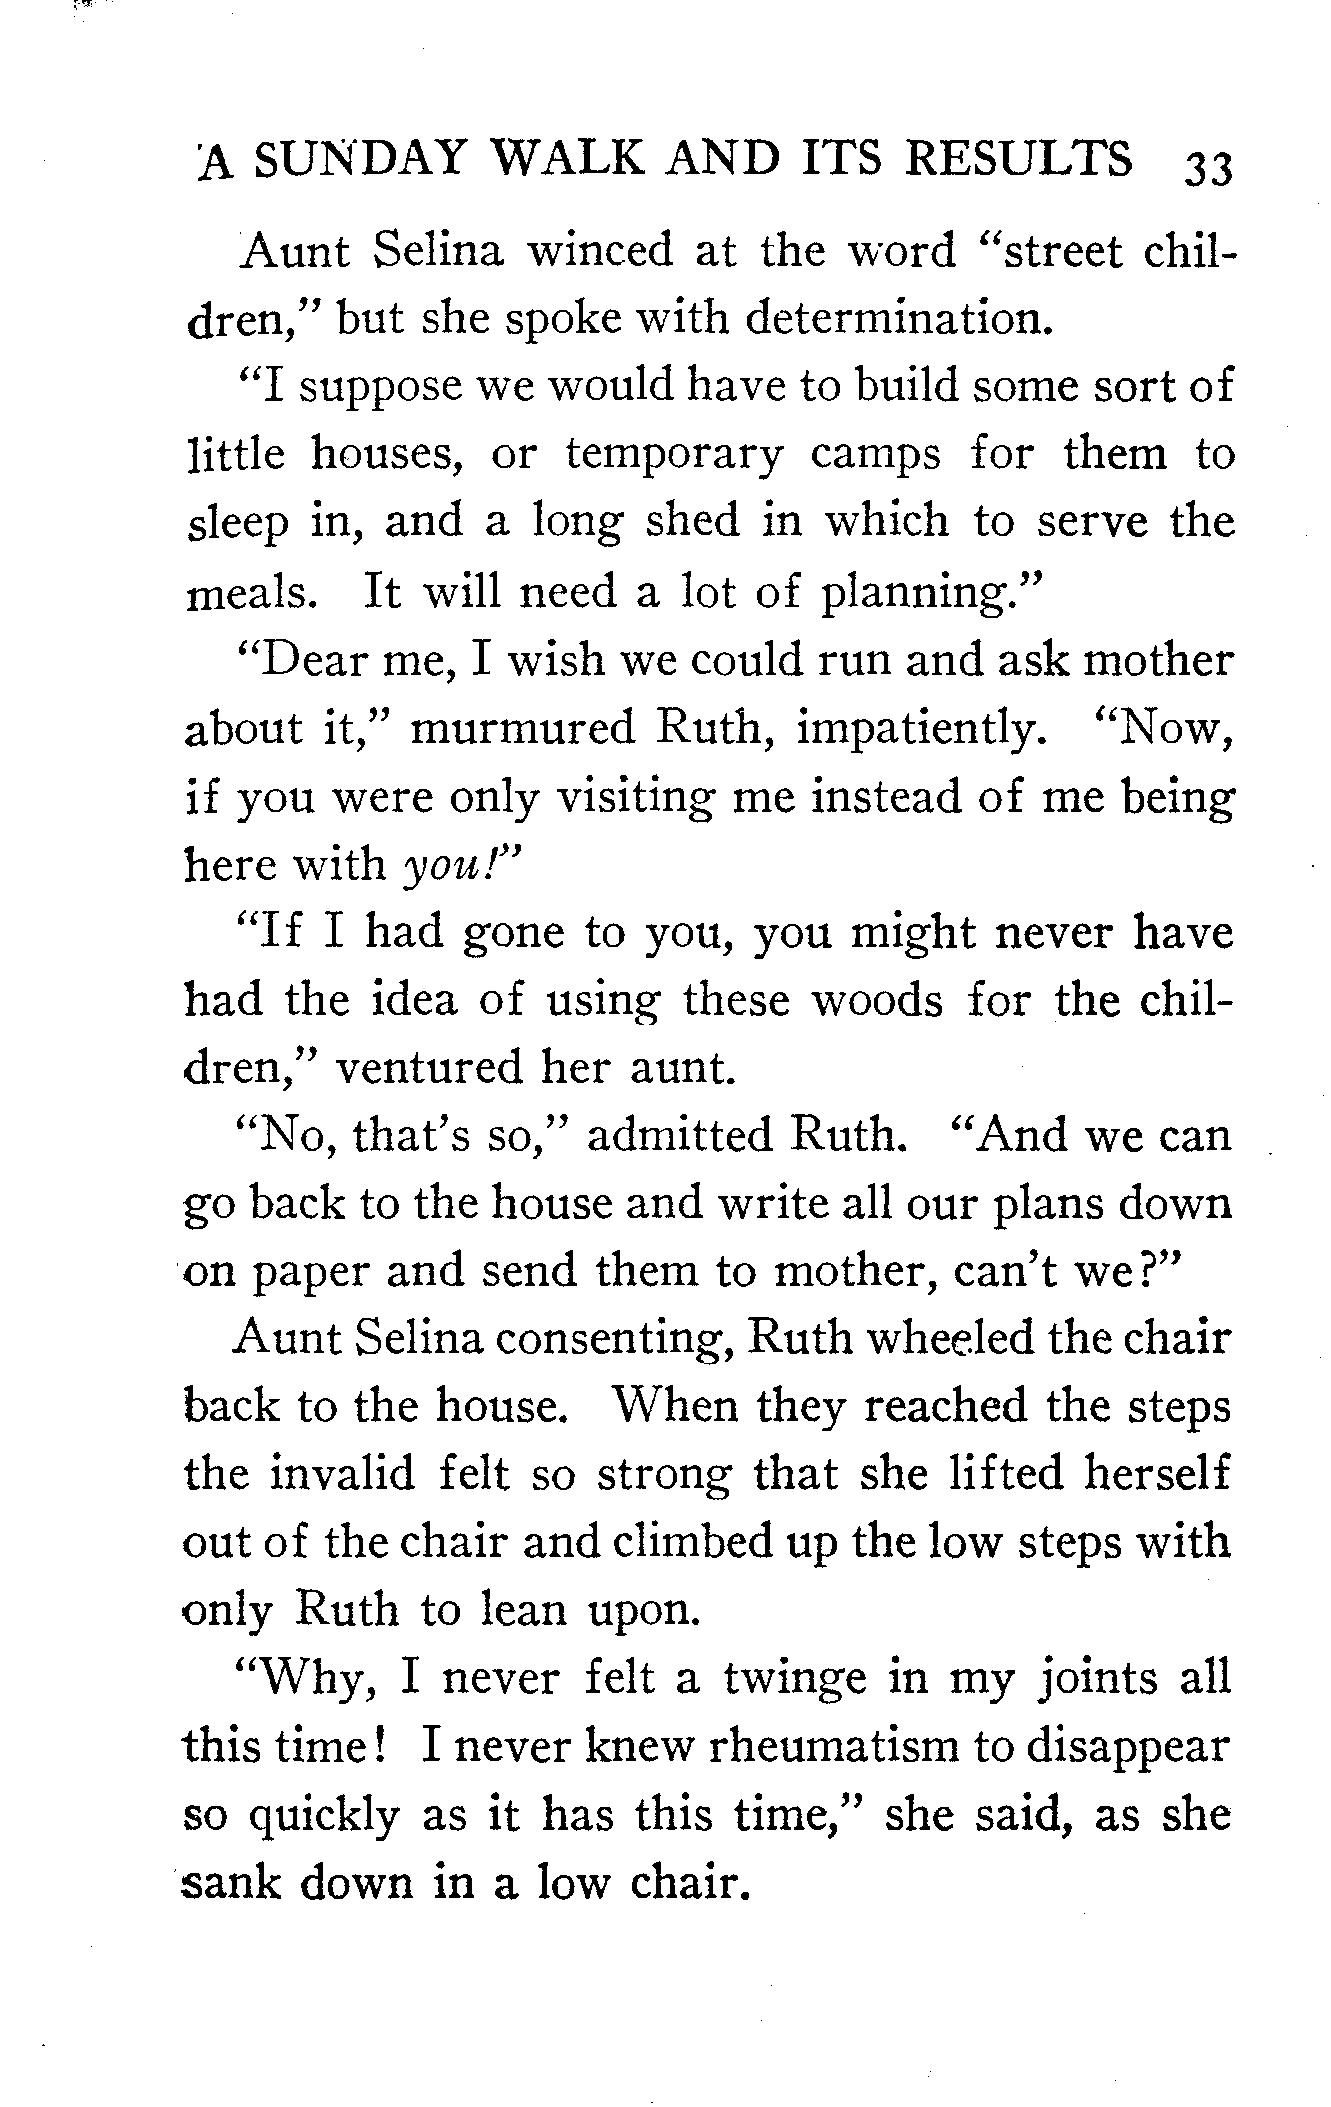 A SUNDAY WALK AND ITS RESULTS 33
Aunt Selina winced at the word “street chil-
dren,” but she spoke with determination.
“I suppose we would have to build some sort of
little houses, or temporary camps for them to
sleep in, and a long shed in which to serve the
meals. It will need a lot of planning.”
“Dear me, I wish we could run and ask mother
about it,” murmured Ruth, impatiently. “Now,
if you were only visiting me instead of me being
here with you!”
“If I had gone to you, you might never have
had the idea of using these woods for the chil-
dren,” ventured her aunt.
“No, that’s so,” admitted Ruth. “And we can
go back to the house and write all our plans down
on paper and send them to mother, can’t we?”
Aunt Selina consenting, Ruth wheeled the chair
back to the house. When they reached the steps
the invalid felt so strong that she lifted herself
out of the chair and climbed up the low steps with
only Ruth to lean upon.
“Why, I never felt a twinge in my joints all
this time! I never knew rheumatism to disappear
so quickly as it has this time,” she said, as she
sank down in a low chair.